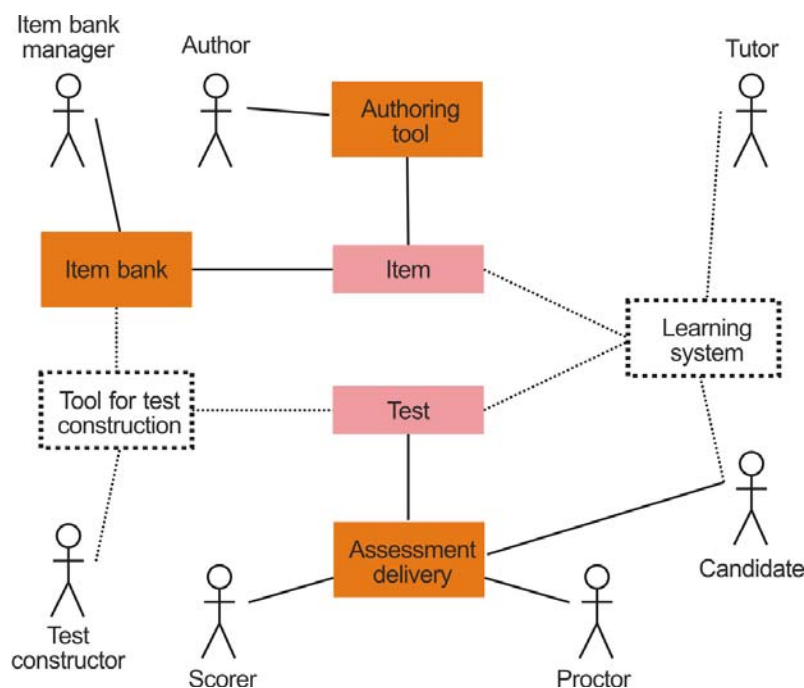 Item bank
manager
Author
Tutor
Authoring
tool
Item bank
Item
Learning
system
Tool for test
construction
Test
Assessment
delivery
Candidate
Test
constructor
Scorer
Proctor